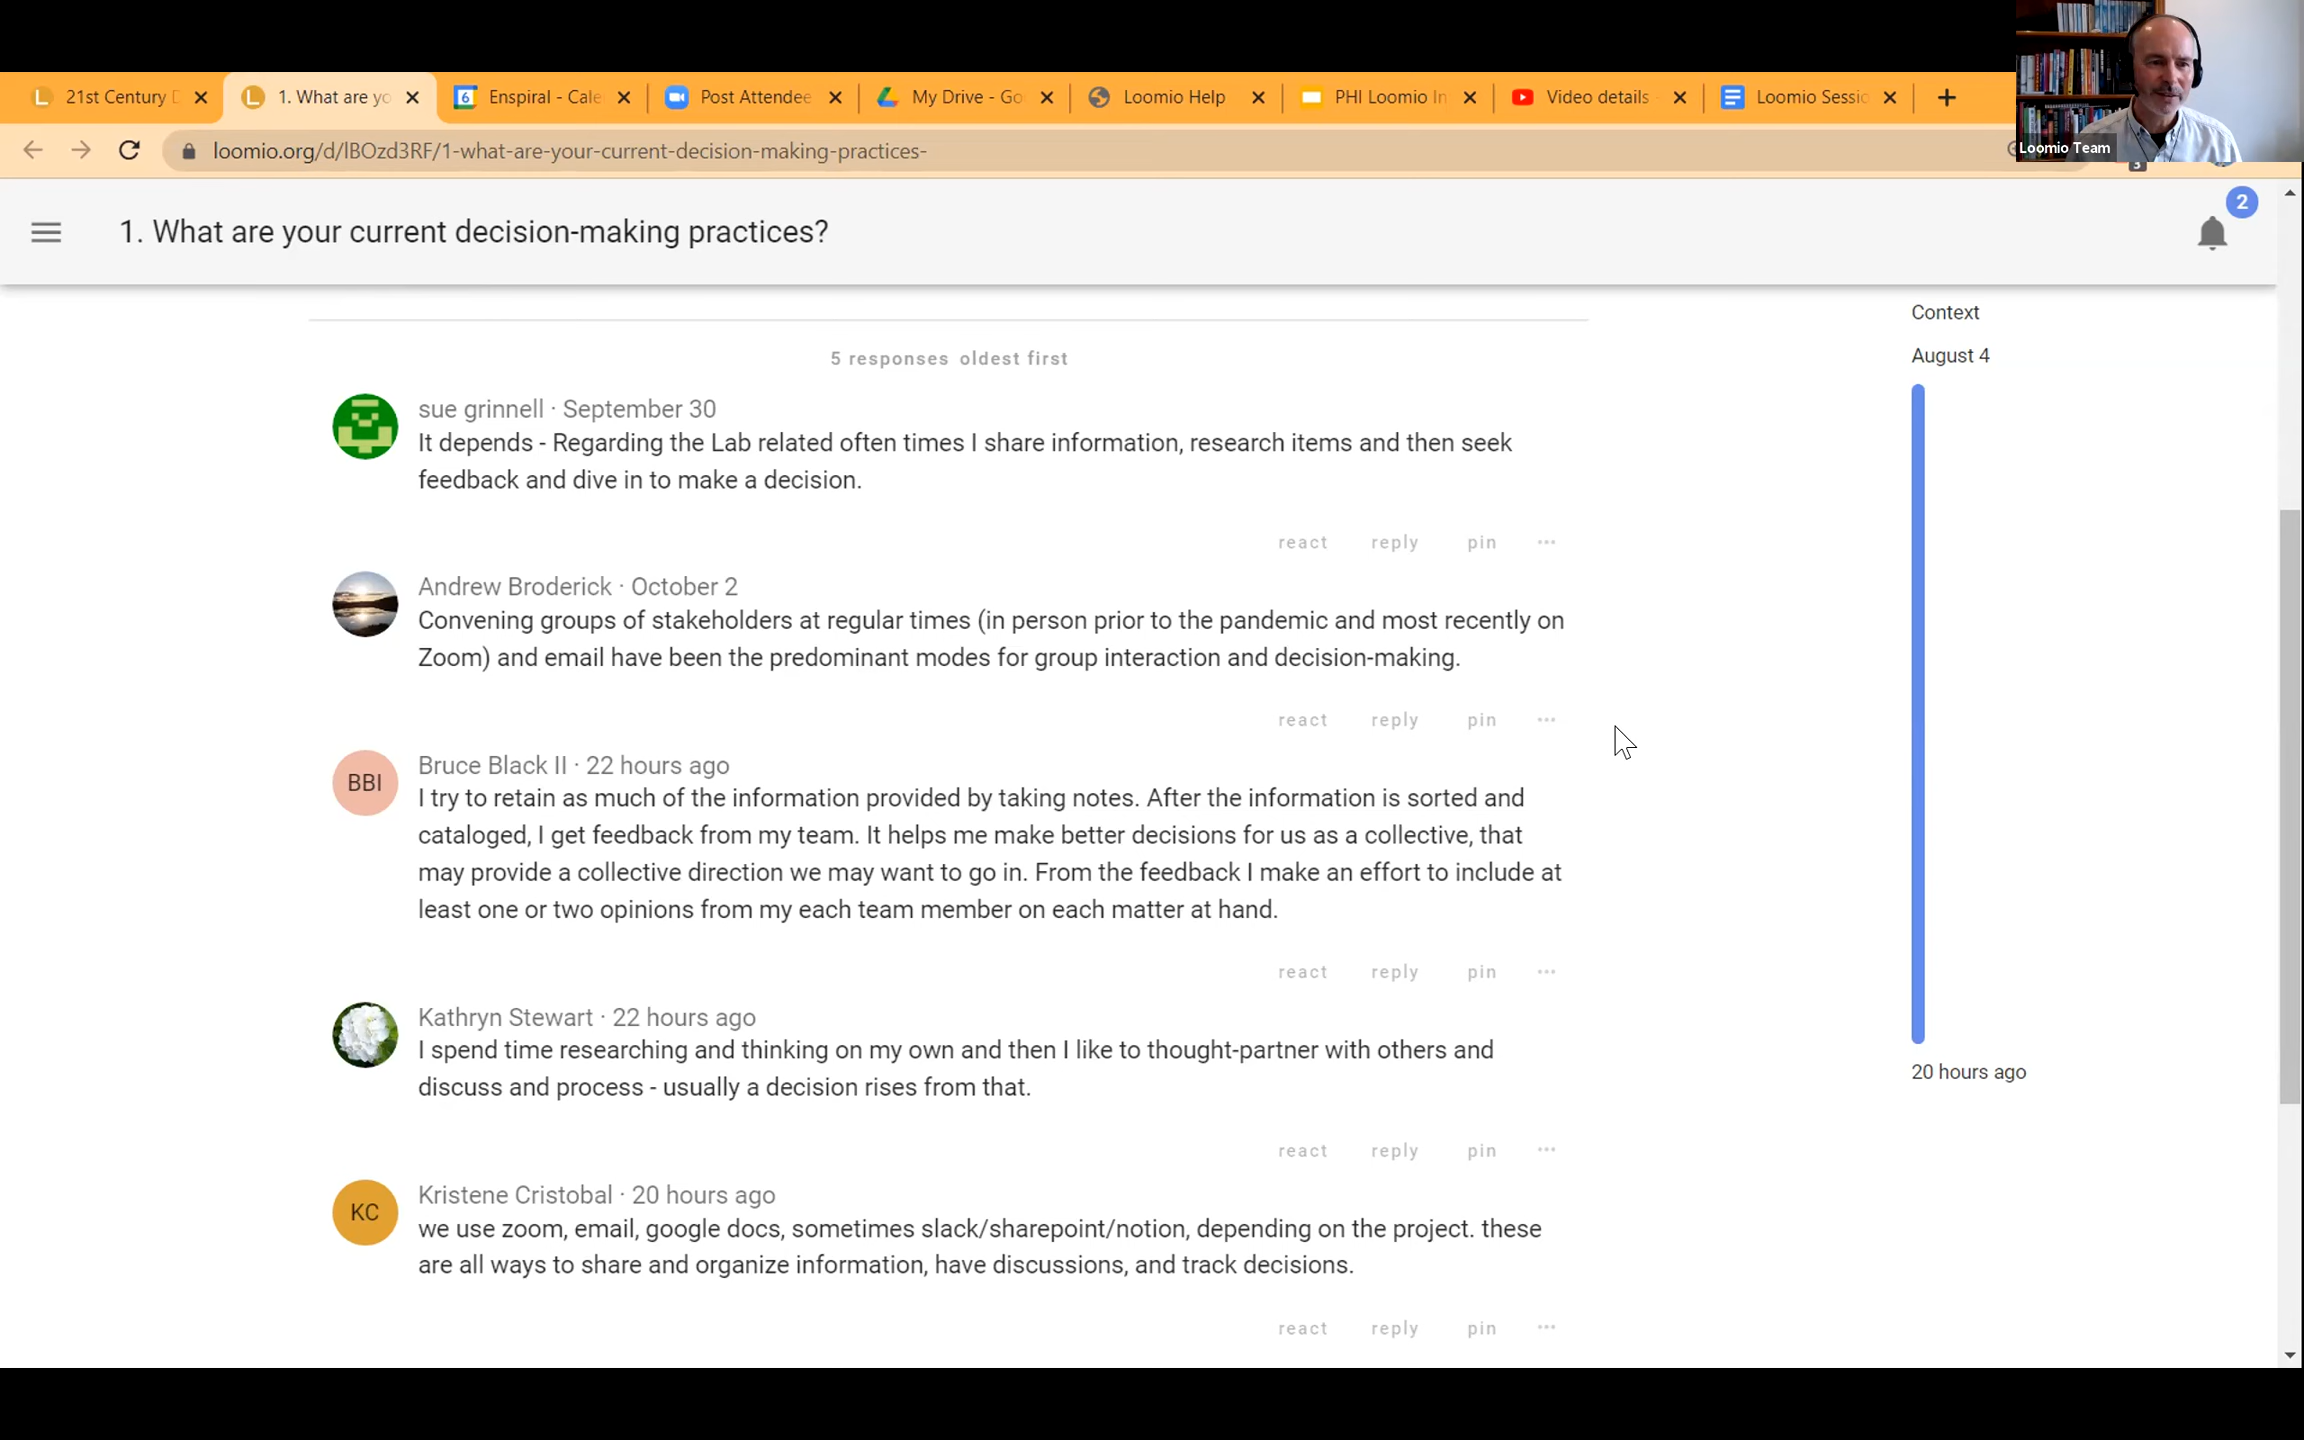 21st Century D
1. What are yo
6
Enspiral - Cale
Post Attendee
My Drive - Go
Loomio Help
PHI Loomio In
Video details
Loomio Sessio
loomio.org/d/lBOzd3RF/1-what-are-your-current-decision-making-practices-
Loomio Team
3
1. What are your current decision-making practices?
2
Context
August 4
20 hours ago
5 responses oldest first
sue grinnell · September 30
It depends - Regarding the Lab related often times I share information, research items and then seek
feedback and dive in to make a decision.
react reply pin
Andrew Broderick · October 2
Convening groups of stakeholders at regular times (in person prior to the pandemic and most recently on
Zoom) and email have been the predominant modes for group interaction and decision-making.
react reply pin
BBI
Bruce Black II · 22 hours ago
I try to retain as much of the information provided by taking notes. After the information is sorted and
cataloged, I get feedback from my team. It helps me make better decisions for us as a collective, that
may provide a collective direction we may want to go in. From the feedback I make an effort to include at
least one or two opinions from my each team member on each matter at hand.
react reply pin
Kathryn Stewart · 22 hours ago
I spend time researching and thinking on my own and then I like to thought-partner with others and
discuss and process - usually a decision rises from that.
react reply pin
KC
Kristene Cristobal · 20 hours ago
we use zoom, email, google docs, sometimes slack/sharepoint/notion, depending on the project. these
are all ways to share and organize information, have discussions, and track decisions.
react reply pin